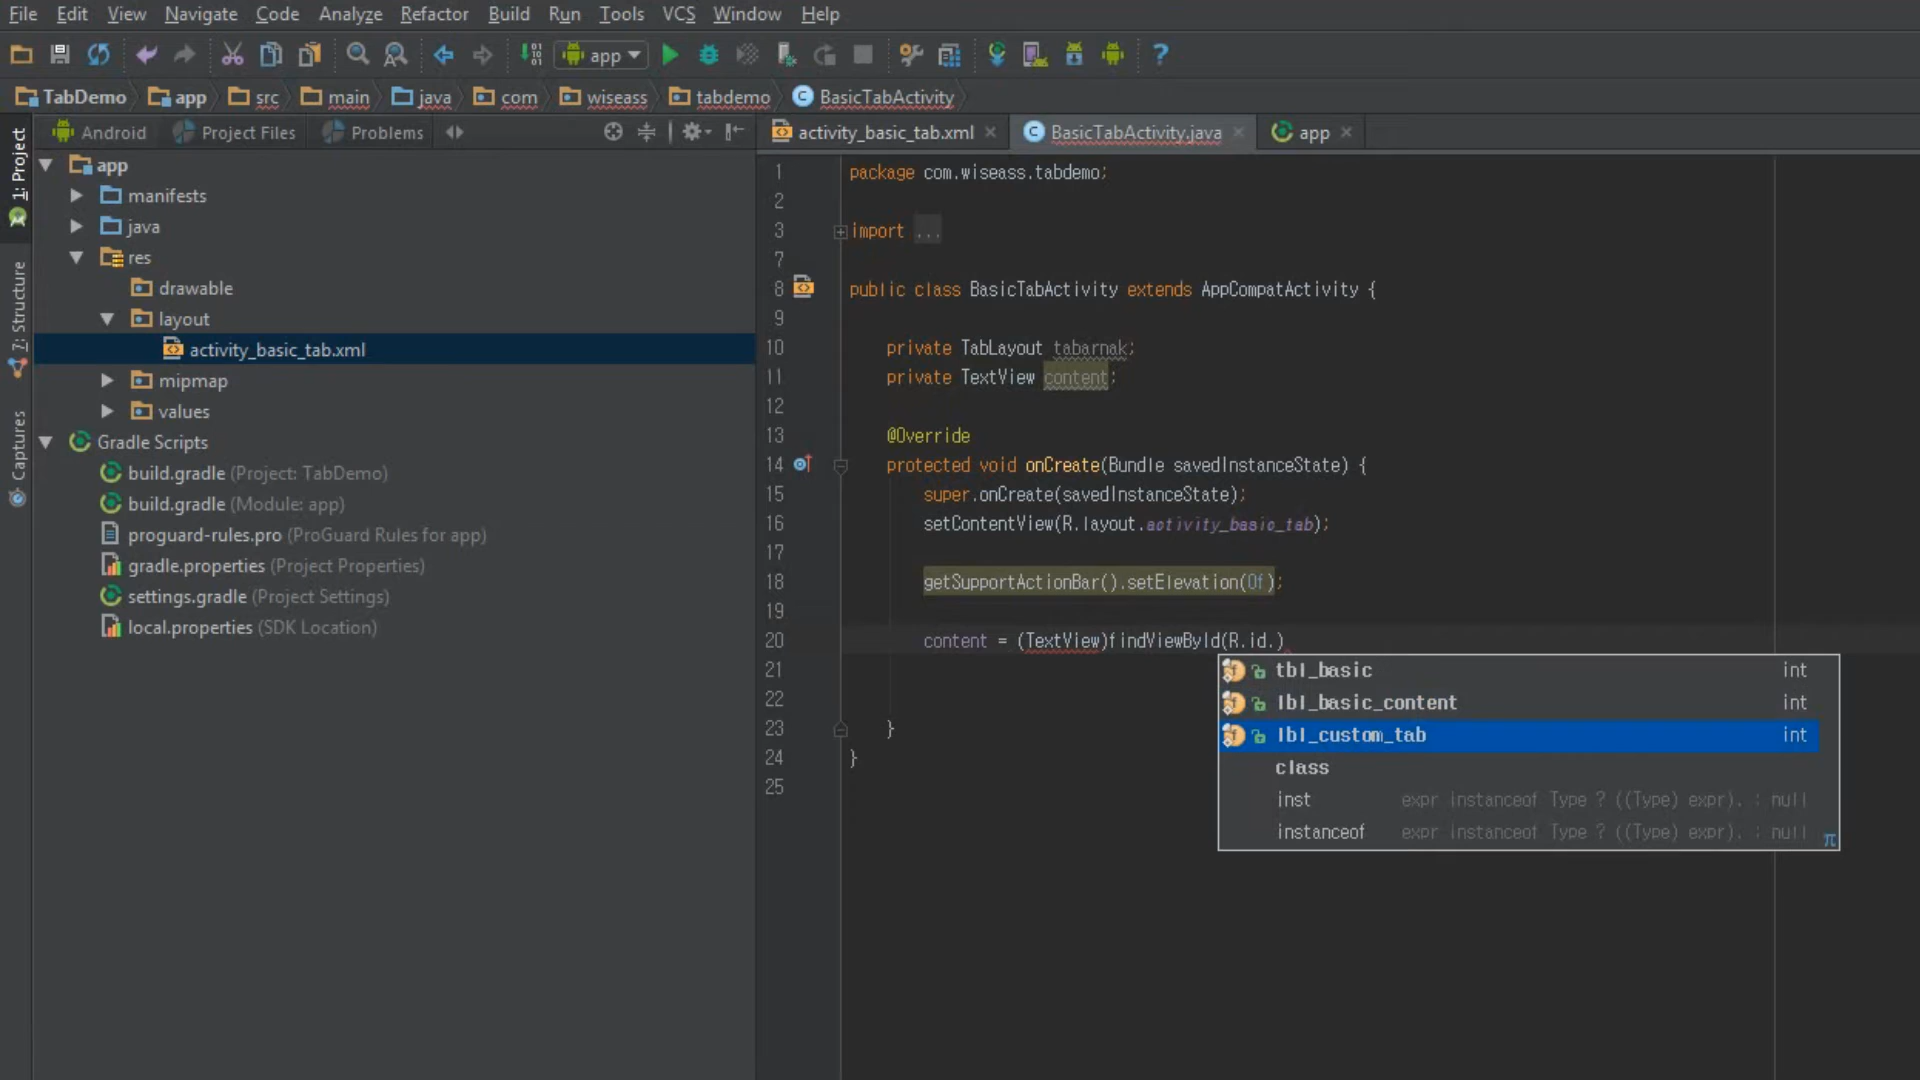 File Edit View Navigate Code Analyze Refactor Build Run Tools VCS Window Help
app
TabDemo app src main java com wiseass tabdemo BasicTabActivity
Android Project Files Problems
activity_basic_tab.xml BasicTabActivity.java app
1: Project
7: Structure
Captures
app
manifests
java
res
drawable
layout
activity_basic_tab.xml
mipmap
values
Gradle Scripts
build.gradle (Project: TabDemo)
build.gradle (Module: app)
proguard-rules.pro (ProGuard Rules for app)
gradle.properties (Project Properties)
settings.gradle (Project Settings)
local.properties (SDK Location)
1 package com.wiseass.tabdemo;
2
3 import ...
7
8 public class BasicTabActivity extends AppCompatActivity {
9
10 private TabLayout tabarnak;
11 private TextView content;
12
13 @Override
14 protected void onCreate(Bundle savedInstanceState) {
15 super.onCreate(savedInstanceState);
16 setContentView(R.layout.activity_basic_tab);
17
18 getSupportActionBar().setElevation(0f);
19
20 content = (TextView)findViewById(R.id.)
21
22
23 }
24 }
25
tbl_basic int
lbl_basic_content int
lbl_custom_tab int
class
inst expr instanceof Type ? ((Type) expr). : null
instanceof expr instanceof Type ? ((Type) expr). : null
π